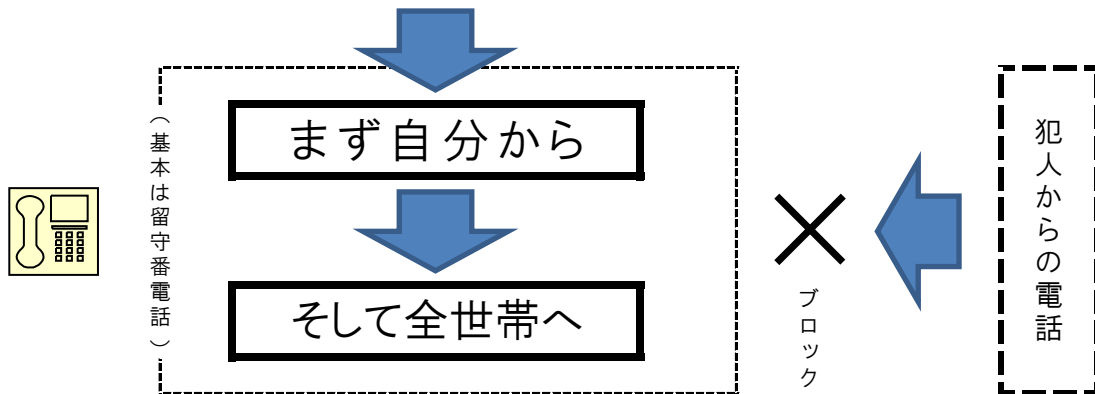 （基本は留守番電話）
まず自分から
そして全世帯へ
ブロック
犯人からの電話